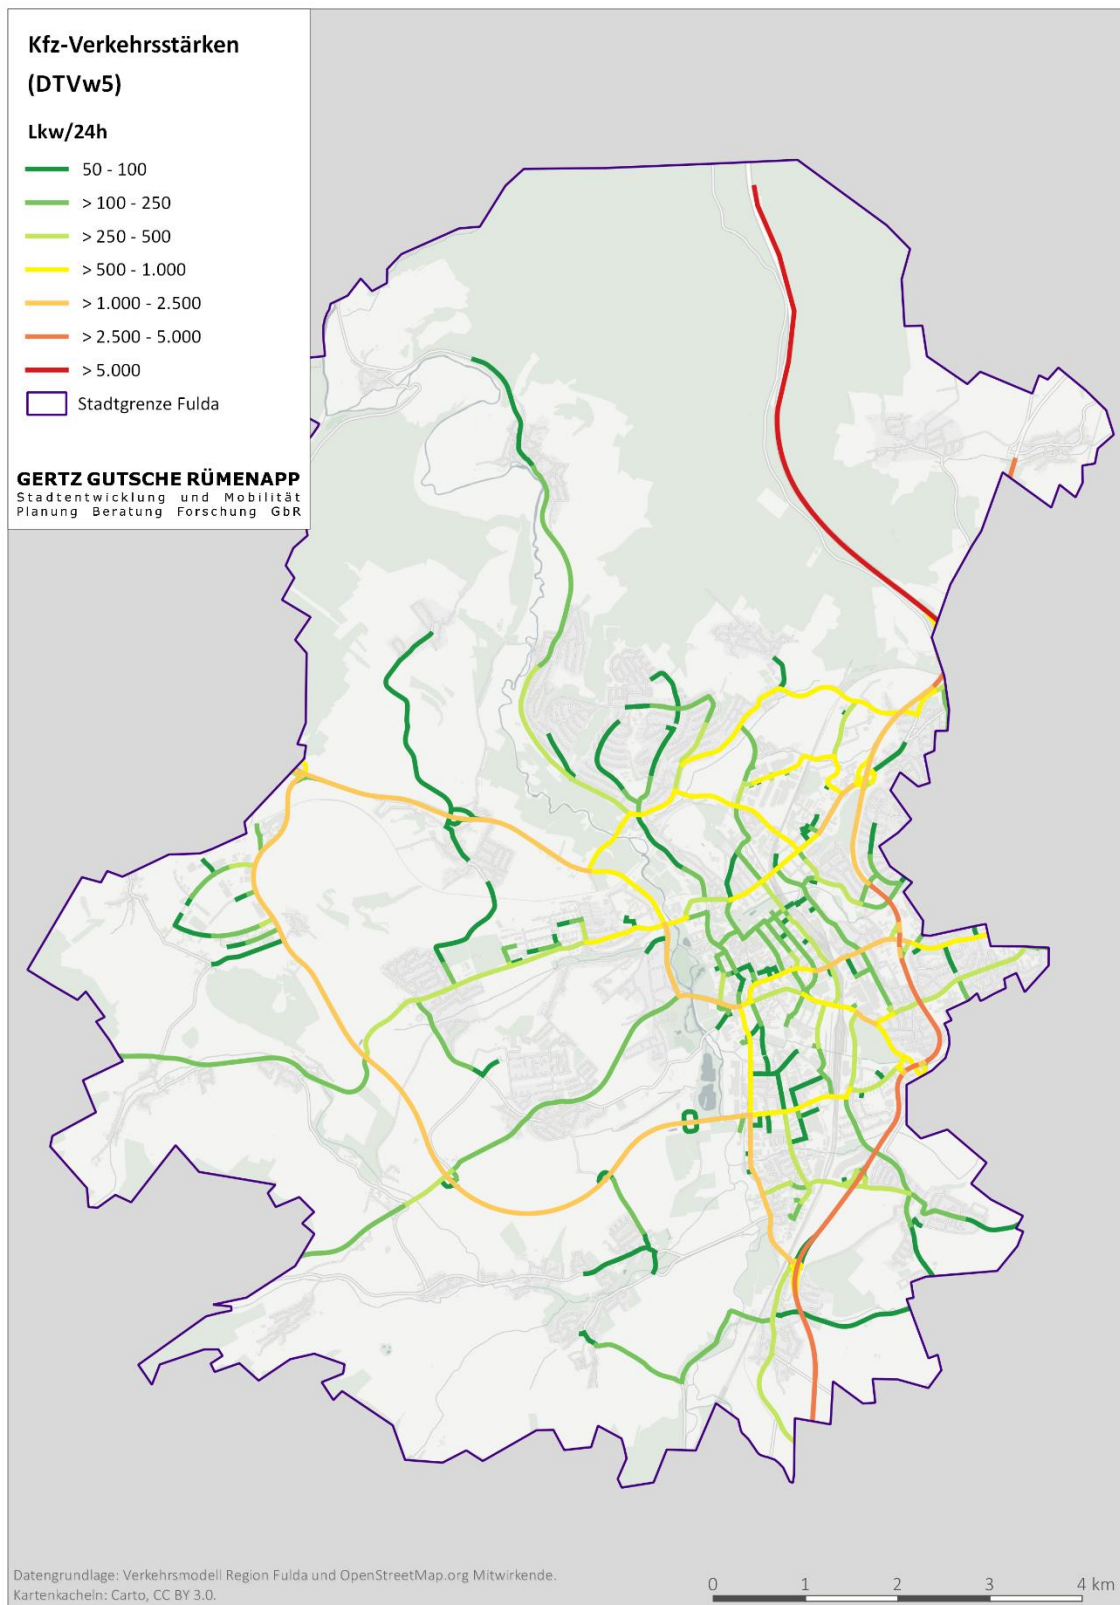 Kfz-Verkehrsstärken
(DTVw5)
Lkw/24h
50 - 100
> 100 - 250
> 250 - 500
> 500 - 1.000
> 1.000 - 2.500
> 2.500 - 5.000
> 5.000
Stadtgrenze Fulda
GERTZ GUTSCHE RÜMENAPP
Stadtentwicklung und Mobilität
Planung Beratung Forschung GbR
Datengrundlage: Verkehrsmodell Region Fulda und OpenStreetMap.org Mitwirkende.
Kartenkacheln: Carto, CC BY 3.0.
0 1 2 3 4 km